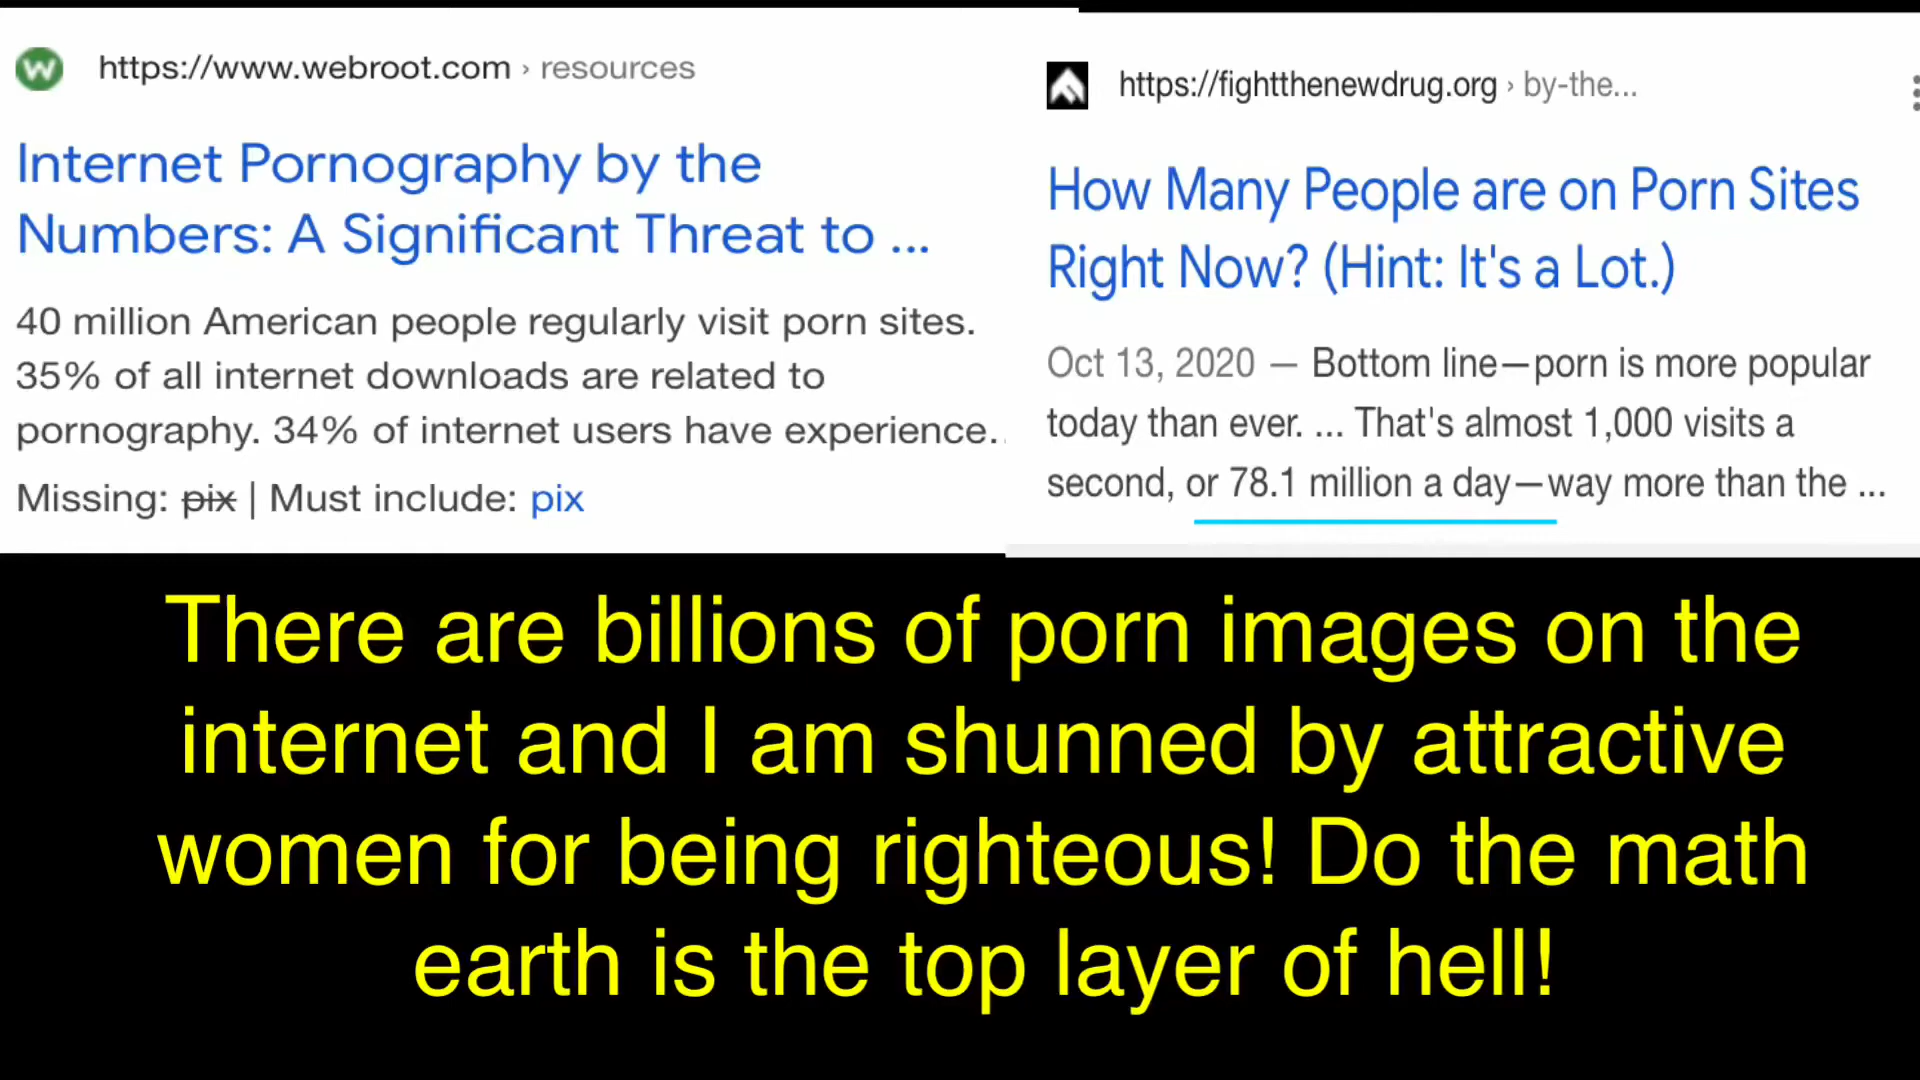 https://www.webroot.com › resources
Internet Pornography by the
Numbers: A Significant Threat to ...
40 million American people regularly visit porn sites.
35% of all internet downloads are related to
pornography. 34% of internet users have experience..
Missing: pix | Must include: pix
https://fightthenewdrug.org › by-the...
How Many People are on Porn Sites
Right Now? (Hint: It's a Lot.)
Oct 13, 2020 — Bottom line—porn is more popular
today than ever. ... That's almost 1,000 visits a
second, or 78.1 million a day—way more than the ...
There are billions of porn images on the
internet and I am shunned by attractive
women for being righteous! Do the math
earth is the top layer of hell!